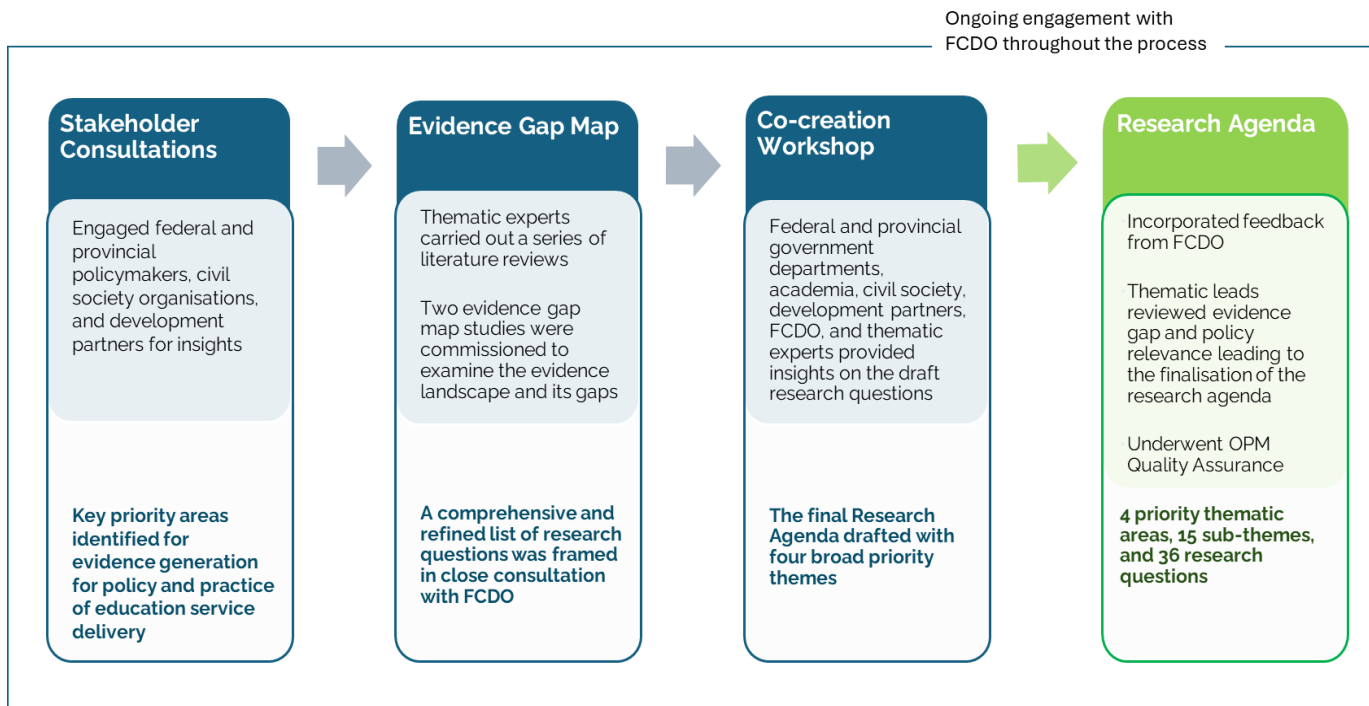 Ongoing engagement with
FCDO throughout the process
Stakeholder
Consultations
Engaged federal and
provincial
policymakers, civil
society organisations,
and development
partners for insights
Key priority areas
identified for
evidence generation
for policy and practice
of education service
delivery
Evidence Gap Map
Thematic experts
carried out a series of
literature reviews
Two evidence gap
map studies were
commissioned to
examine the evidence
landscape and its gaps
A comprehensive and
refined list of research
questions was framed
in close consultation
with FCDO
Co-creation
Workshop
Federal and provincial
government
departments,
academia, civil society,
development partners,
FCDO, and thematic
experts provided
insights on the draft
research questions
The final Research
Agenda drafted with
four broad priority
themes
Research Agenda
Incorporated feedback
from FCDO
Thematic leads
reviewed evidence
gap and policy
relevance leading to
the finalisation of the
research agenda
Underwent OPM
Quality Assurance
4 priority thematic
areas, 15 sub-themes,
and 36 research
questions